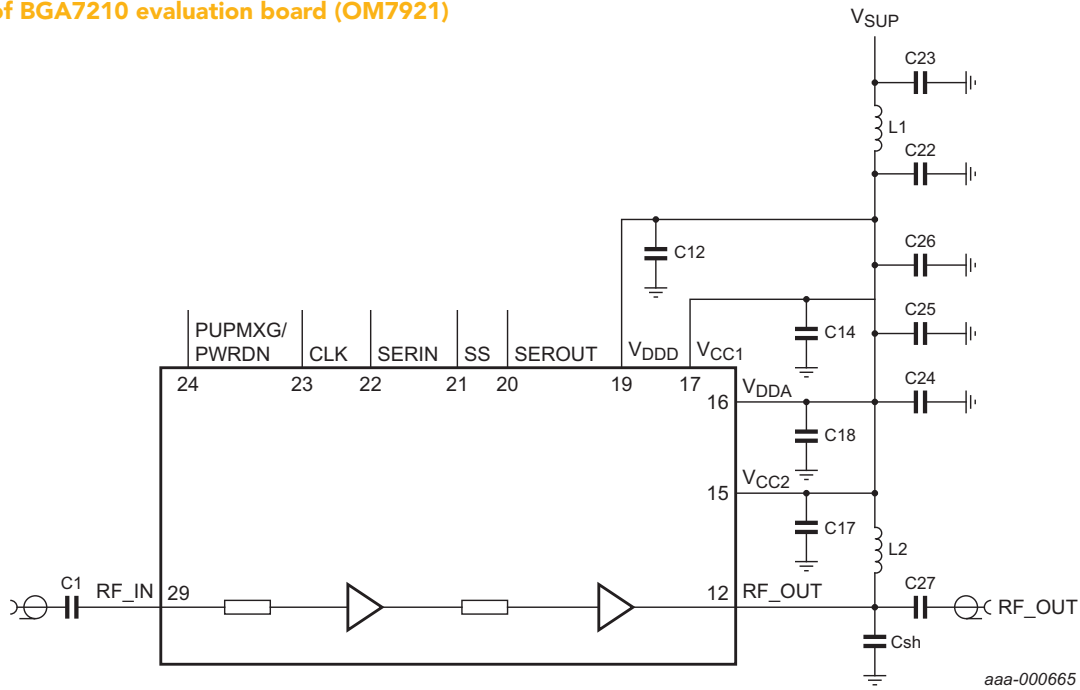 of BGA7210 evaluation board (OM7921)
VSUP
C23
L1
C22
C12
C26
C14
C25
PUPMXG/
PWRDN
CLK
SERIN
SS
SEROUT
VDDD
VCC1
24
23
22
21
20
19
17
16
VDDA
C24
C18
15
VCC2
C17
L2
C1
RF_IN
29
12
RF_OUT
C27
RF_OUT
Csh
aaa-000665